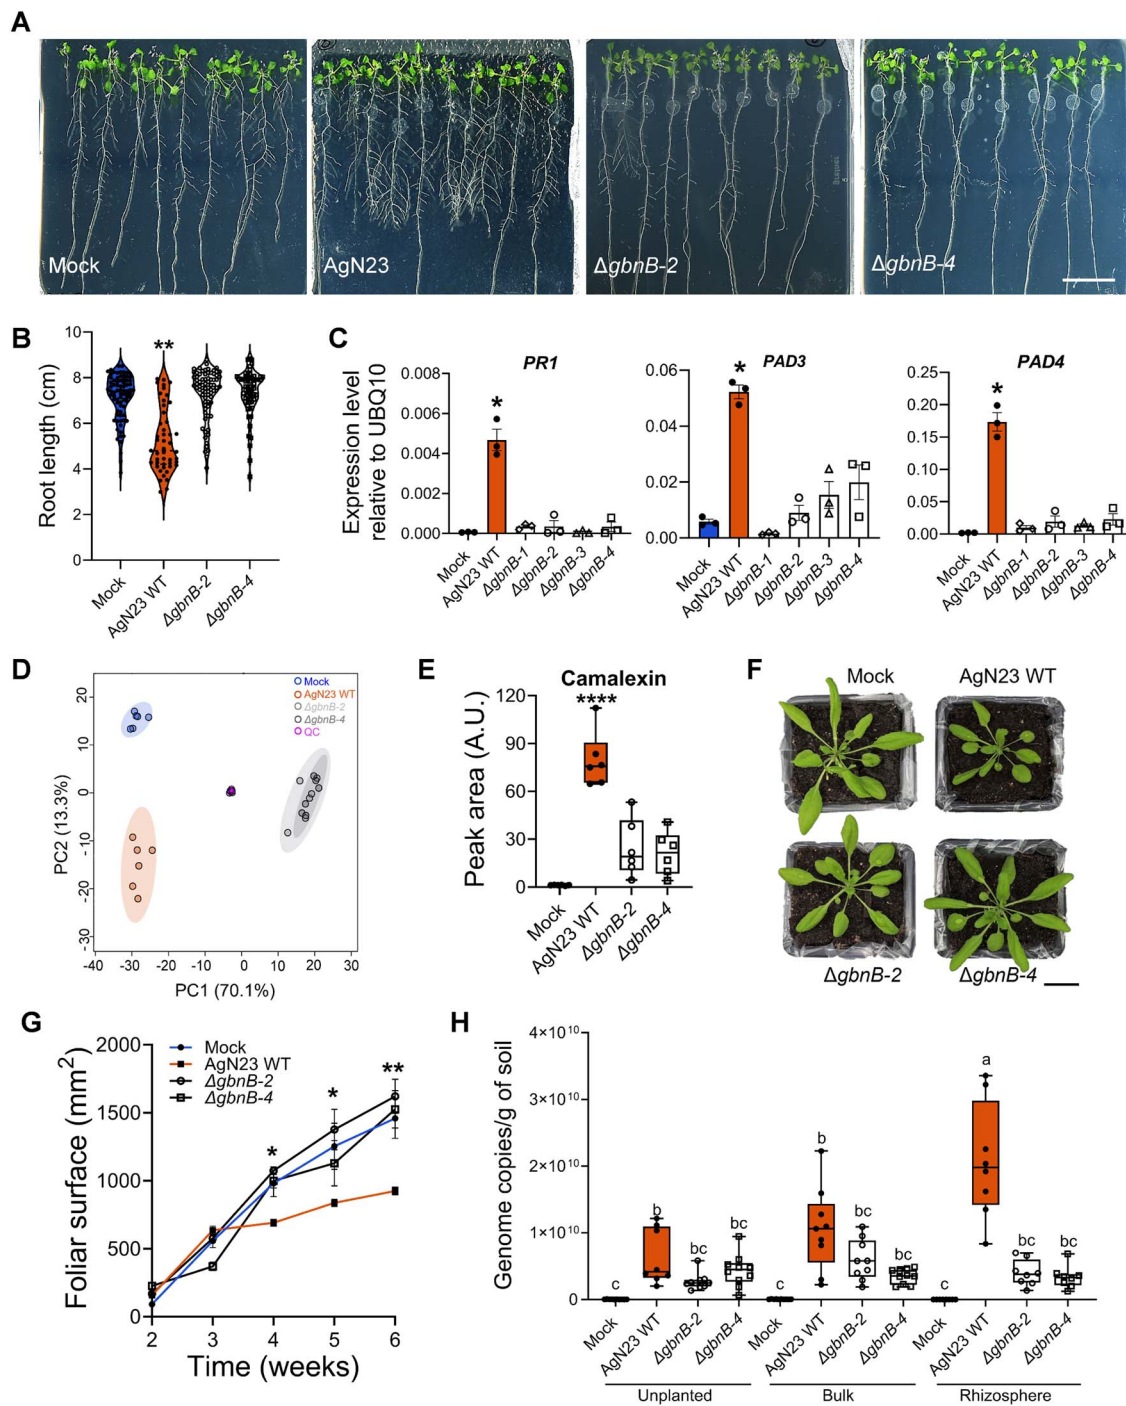 A
Mock
AgN23
ΔgbnB-2
ΔgbnB-4
B
Root length (cm)
10
8
6
4
2
0
**
Mock
AgN23 WT
ΔgbnB-2
ΔgbnB-4
C
Expression level
relative to UBQ10
PR1
0.008
0.006
0.004
0.002
0.000
*
Mock
AgN23 WT
ΔgbnB-1
ΔgbnB-2
ΔgbnB-3
ΔgbnB-4
PAD3
0.06
0.04
0.02
0.00
*
Mock
AgN23 WT
ΔgbnB-1
ΔgbnB-2
ΔgbnB-3
ΔgbnB-4
PAD4
0.25
0.20
0.15
0.10
0.05
0.00
*
Mock
AgN23 WT
ΔgbnB-1
ΔgbnB-2
ΔgbnB-3
ΔgbnB-4
D
PC2 (13.3%)
20
10
0
-10
-20
-30
Mock
AgN23 WT
ΔgbnB-2
ΔgbnB-4
QC
-40 -30 -20 -10 0 10 20 30
PC1 (70.1%)
E
Camalexin
Peak area (A.U.)
120
90
60
30
0
****
Mock
AgN23 WT
ΔgbnB-2
ΔgbnB-4
F
Mock AgN23 WT
ΔgbnB-2 ΔgbnB-4
G
Foliar surface (mm²)
2000
1500
1000
500
0
Mock
AgN23 WT
ΔgbnB-2
ΔgbnB-4
* * **
2 3 4 5 6
Time (weeks)
H
Genome copies/g of soil
4×10¹⁰
3×10¹⁰
2×10¹⁰
1×10¹⁰
0
c b bc bc c b bc bc c a bc bc
Mock
AgN23 WT
ΔgbnB-2
ΔgbnB-4
Mock
AgN23 WT
ΔgbnB-2
ΔgbnB-4
Mock
AgN23 WT
ΔgbnB-2
ΔgbnB-4
Unplanted Bulk Rhizosphere